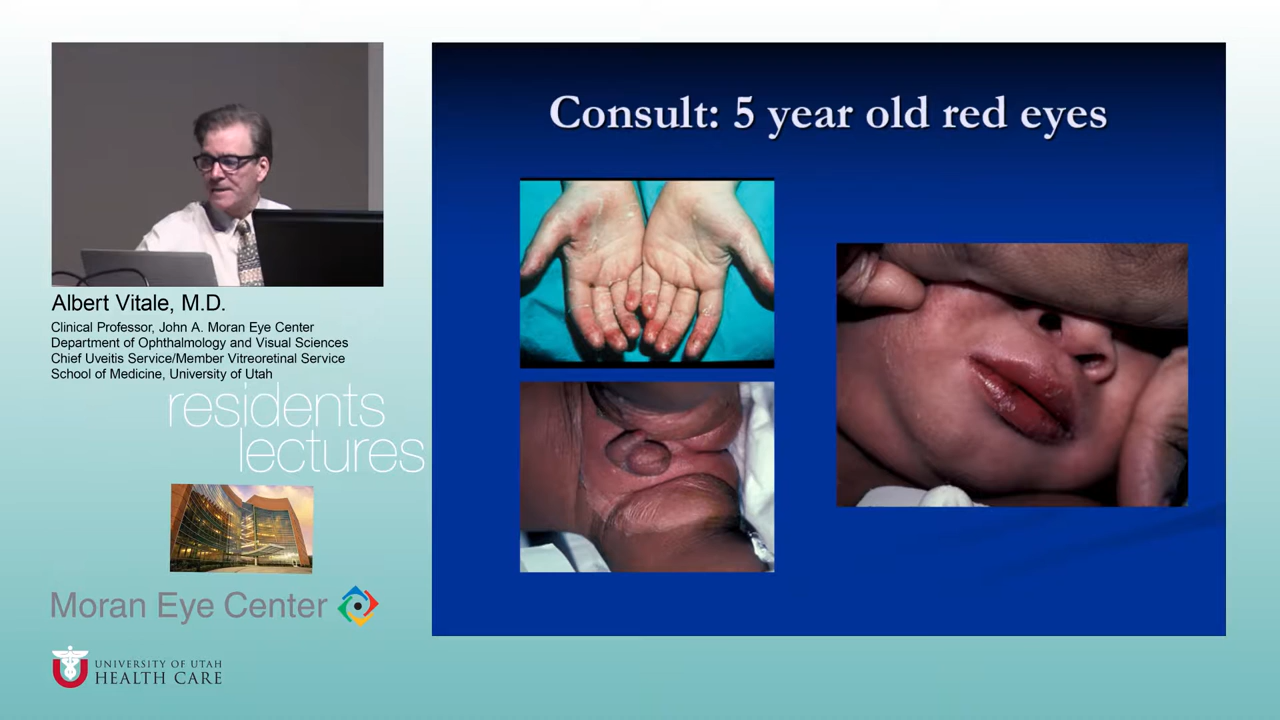 Consult: 5 year old red eyes
Albert Vitale, M.D.
Clinical Professor, John A. Moran Eye Center
Department of Ophthalmology and Visual Sciences
Chief Uveitis Service/Member Vitreoretinal Service
School of Medicine, University of Utah
residents
lectures
Moran Eye Center
UNIVERSITY OF UTAH
HEALTH CARE